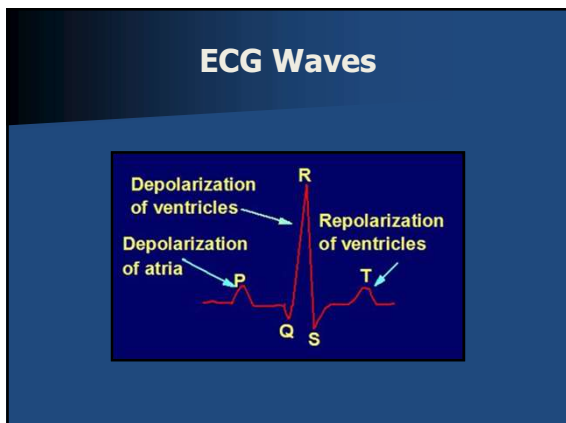 ECG Waves
R
Depolarization
of ventricles
Repolarization
of ventricles
Depolarization
of atria
P
T
Q
S